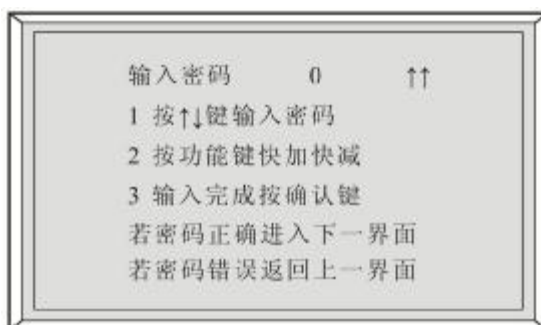 输入密码 0 ↑↑
1 按↑↓键输入密码
2 按功能键快加快减
3 输入完成按确认键
若密码正确进入下一界面
若密码错误返回上一界面